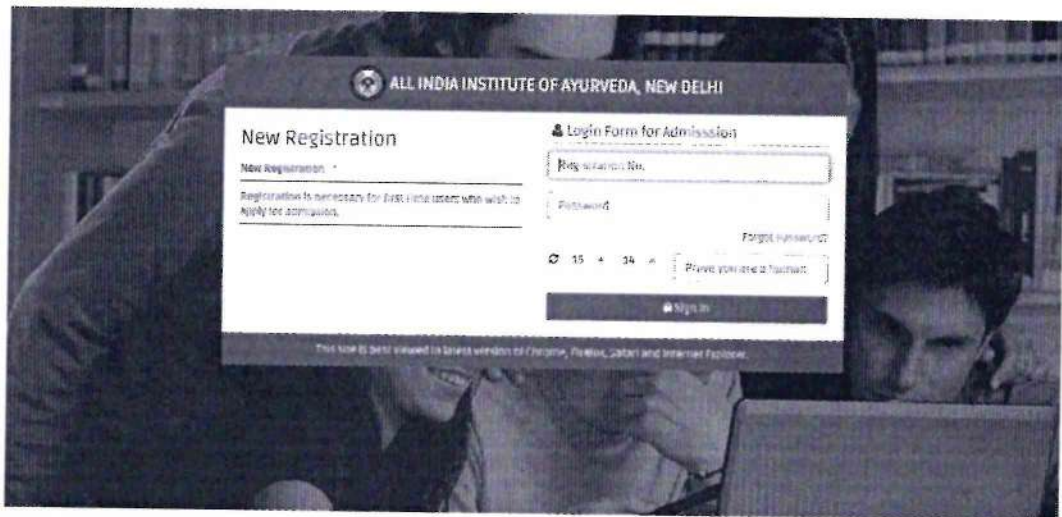 ALL INDIA INSTITUTE OF AYURVEDA, NEW DELHI
New Registration
New Registration
Registration is necessary for first time users who wish to
apply for admission.
Login Form for Admisssion
Registration No.
Password
Forgot Password?
15 + 14 =
Prove you are a human
Sign In
This site is best viewed in latest version of Chrome, Firefox, Safari and Internet Explorer.